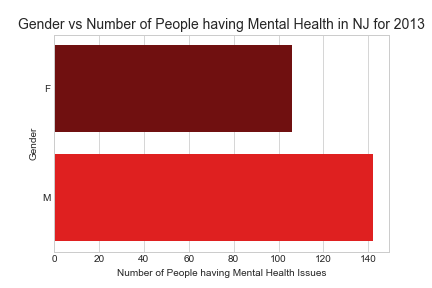 Gender vs Number of People having Mental Health in NJ for 2013
F
Gender
M
0 20 40 60 80 100 120 140
Number of People having Mental Health Issues